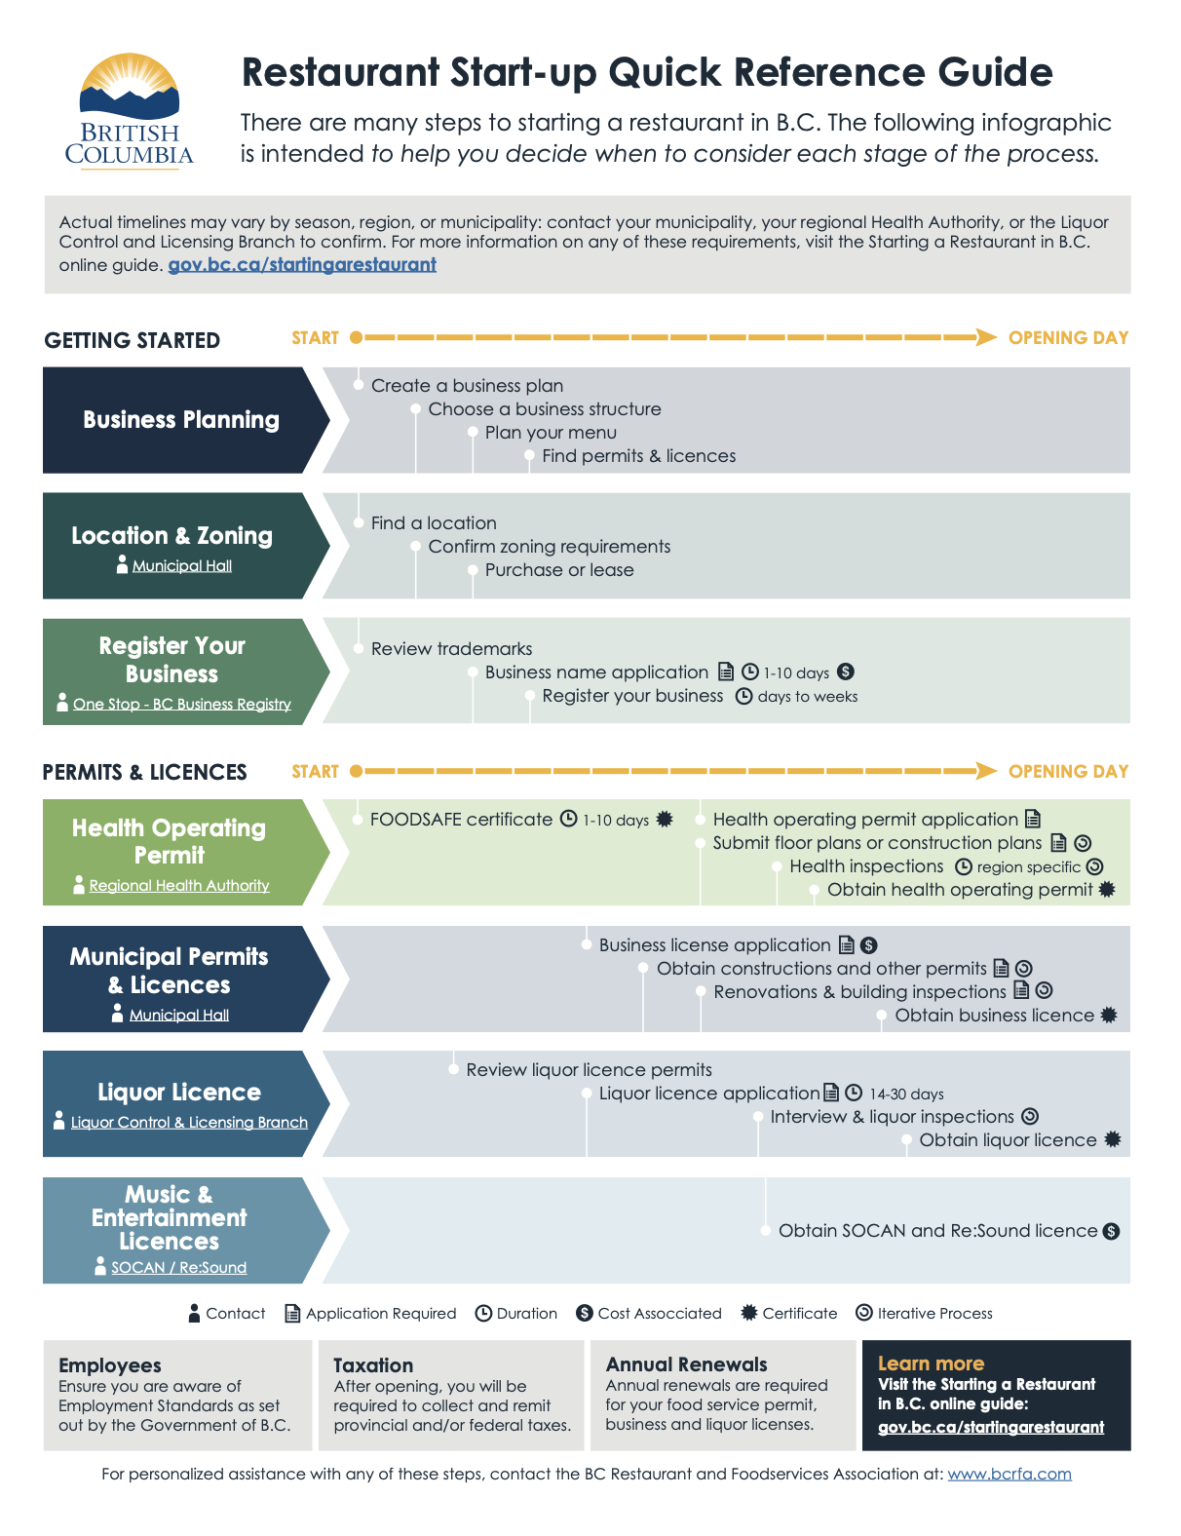 BRITISH
COLUMBIA
Restaurant Start-up Quick Reference Guide
There are many steps to starting a restaurant in B.C. The following infographic
is intended to help you decide when to consider each stage of the process.
Actual timelines may vary by season, region, or municipality: contact your municipality, your regional Health Authority, or the Liquor
Control and Licensing Branch to confirm. For more information on any of these requirements, visit the Starting a Restaurant in B.C.
online guide. gov.bc.ca/startingarestaurant
GETTING STARTED
START
OPENING DAY
Business Planning
Create a business plan
Choose a business structure
Plan your menu
Find permits & licences
Location & Zoning
Municipal Hall
Find a location
Confirm zoning requirements
Purchase or lease
Register Your
Business
One Stop - BC Business Registry
Review trademarks
Business name application 1-10 days $
Register your business days to weeks
PERMITS & LICENCES
START
OPENING DAY
Health Operating
Permit
Regional Health Authority
FOODSAFE certificate 1-10 days
Health operating permit application
Submit floor plans or construction plans
Health inspections region specific
Obtain health operating permit
Municipal Permits
& Licences
Municipal Hall
Business license application $
Obtain constructions and other permits
Renovations & building inspections
Obtain business licence
Liquor Licence
Liquor Control & Licensing Branch
Review liquor licence permits
Liquor licence application 14-30 days
Interview & liquor inspections
Obtain liquor licence
Music &
Entertainment
Licences
SOCAN / Re:Sound
Obtain SOCAN and Re:Sound licence $
Contact Application Required Duration $ Cost Assocciated Certificate Iterative Process
Employees
Ensure you are aware of
Employment Standards as set
out by the Government of B.C.
Taxation
After opening, you will be
required to collect and remit
provincial and/or federal taxes.
Annual Renewals
Annual renewals are required
for your food service permit,
business and liquor licenses.
Learn more
Visit the Starting a Restaurant
in B.C. online guide:
gov.bc.ca/startingarestaurant
For personalized assistance with any of these steps, contact the BC Restaurant and Foodservices Association at: www.bcrfa.com